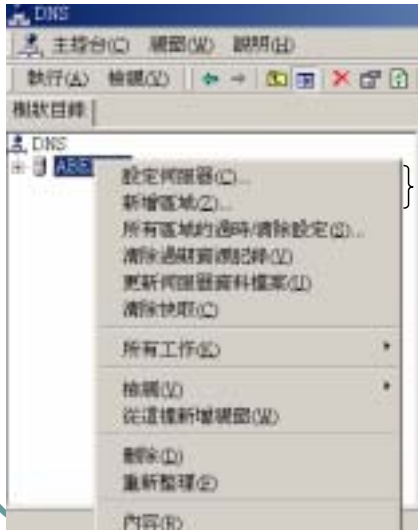 DNS
主控台(C) 視窗(W) 說明(H)
執行(A) 檢視(V)
樹狀目錄
DNS
設定伺服器(C)...
新增區域(Z)...
所有區域的過時/清除設定(S)...
清除過期資源記錄(V)
更新伺服器資料檔案(U)
清除快取(C)
所有工作(K)
檢視(V)
從這裡新增視窗(W)
刪除(D)
重新整理(E)
內容(R)